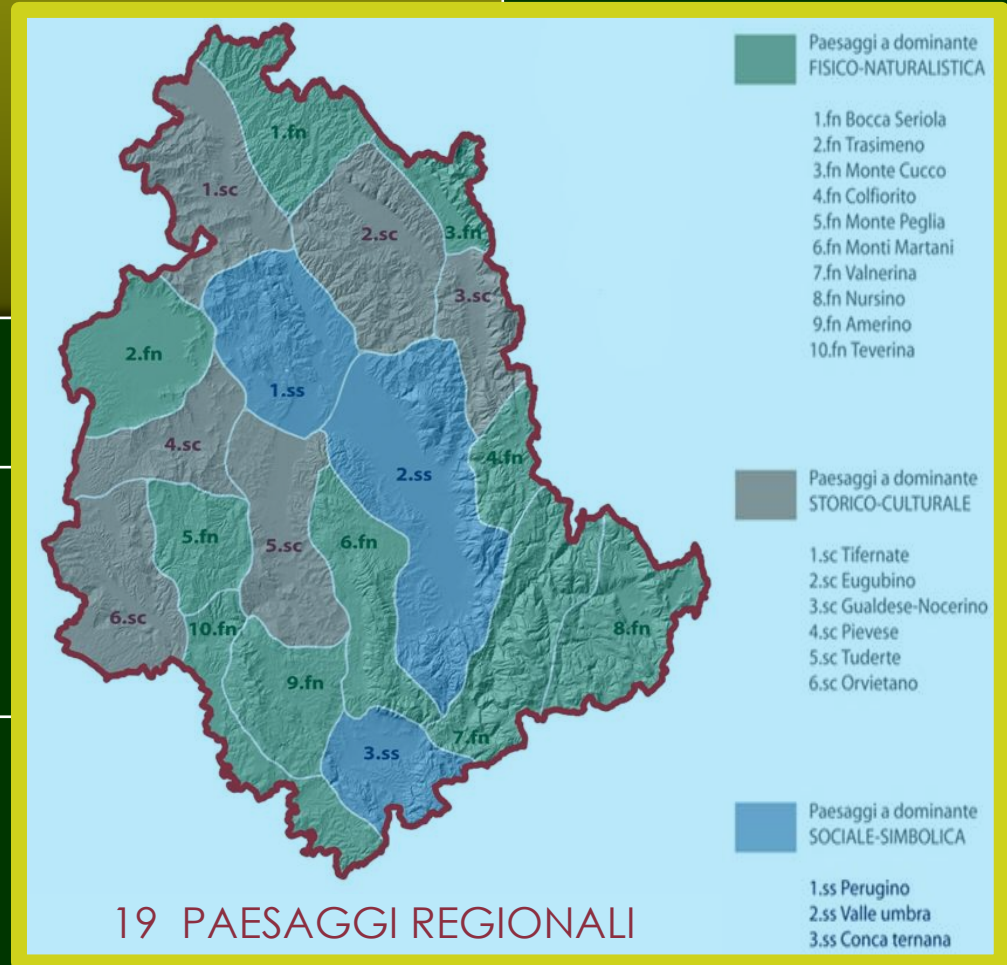 1.fn
1.sc
2.sc
3.fn
3.sc
2.fn
1.ss
4.sc
2.ss
4.fn
5.fn
5.sc
6.fn
6.sc
10.fn
8.fn
9.fn
7.fn
3.ss
19 PAESAGGI REGIONALI
Paesaggi a dominante
FISICO-NATURALISTICA
1.fn Bocca Seriola
2.fn Trasimeno
3.fn Monte Cucco
4.fn Colfiorito
5.fn Monte Peglia
6.fn Monti Martani
7.fn Valnerina
8.fn Nursino
9.fn Amerino
10.fn Teverina
Paesaggi a dominante
STORICO-CULTURALE
1.sc Tifernate
2.sc Eugubino
3.sc Gualdese-Nocerino
4.sc Pievese
5.sc Tuderte
6.sc Orvietano
Paesaggi a dominante
SOCIALE-SIMBOLICA
1.ss Perugino
2.ss Valle umbra
3.ss Conca ternana